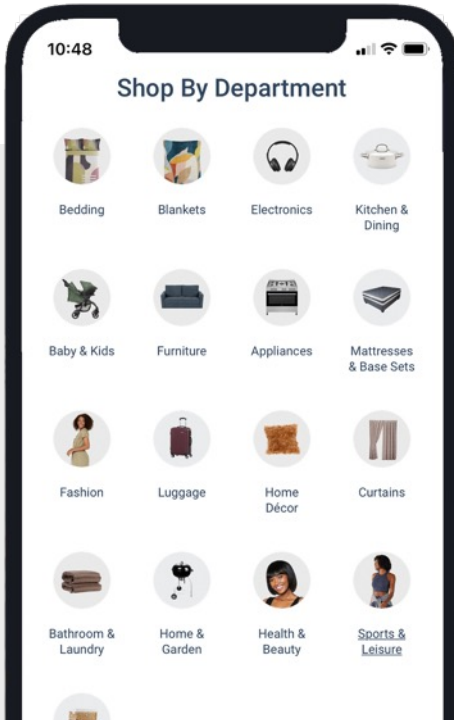 10:48
Shop By Department
Bedding
Blankets
Electronics
Kitchen &
Dining
Baby & Kids
Furniture
Appliances
Mattresses
& Base Sets
Fashion
Luggage
Home
Décor
Curtains
Bathroom &
Laundry
Home &
Garden
Health &
Beauty
Sports &
Leisure